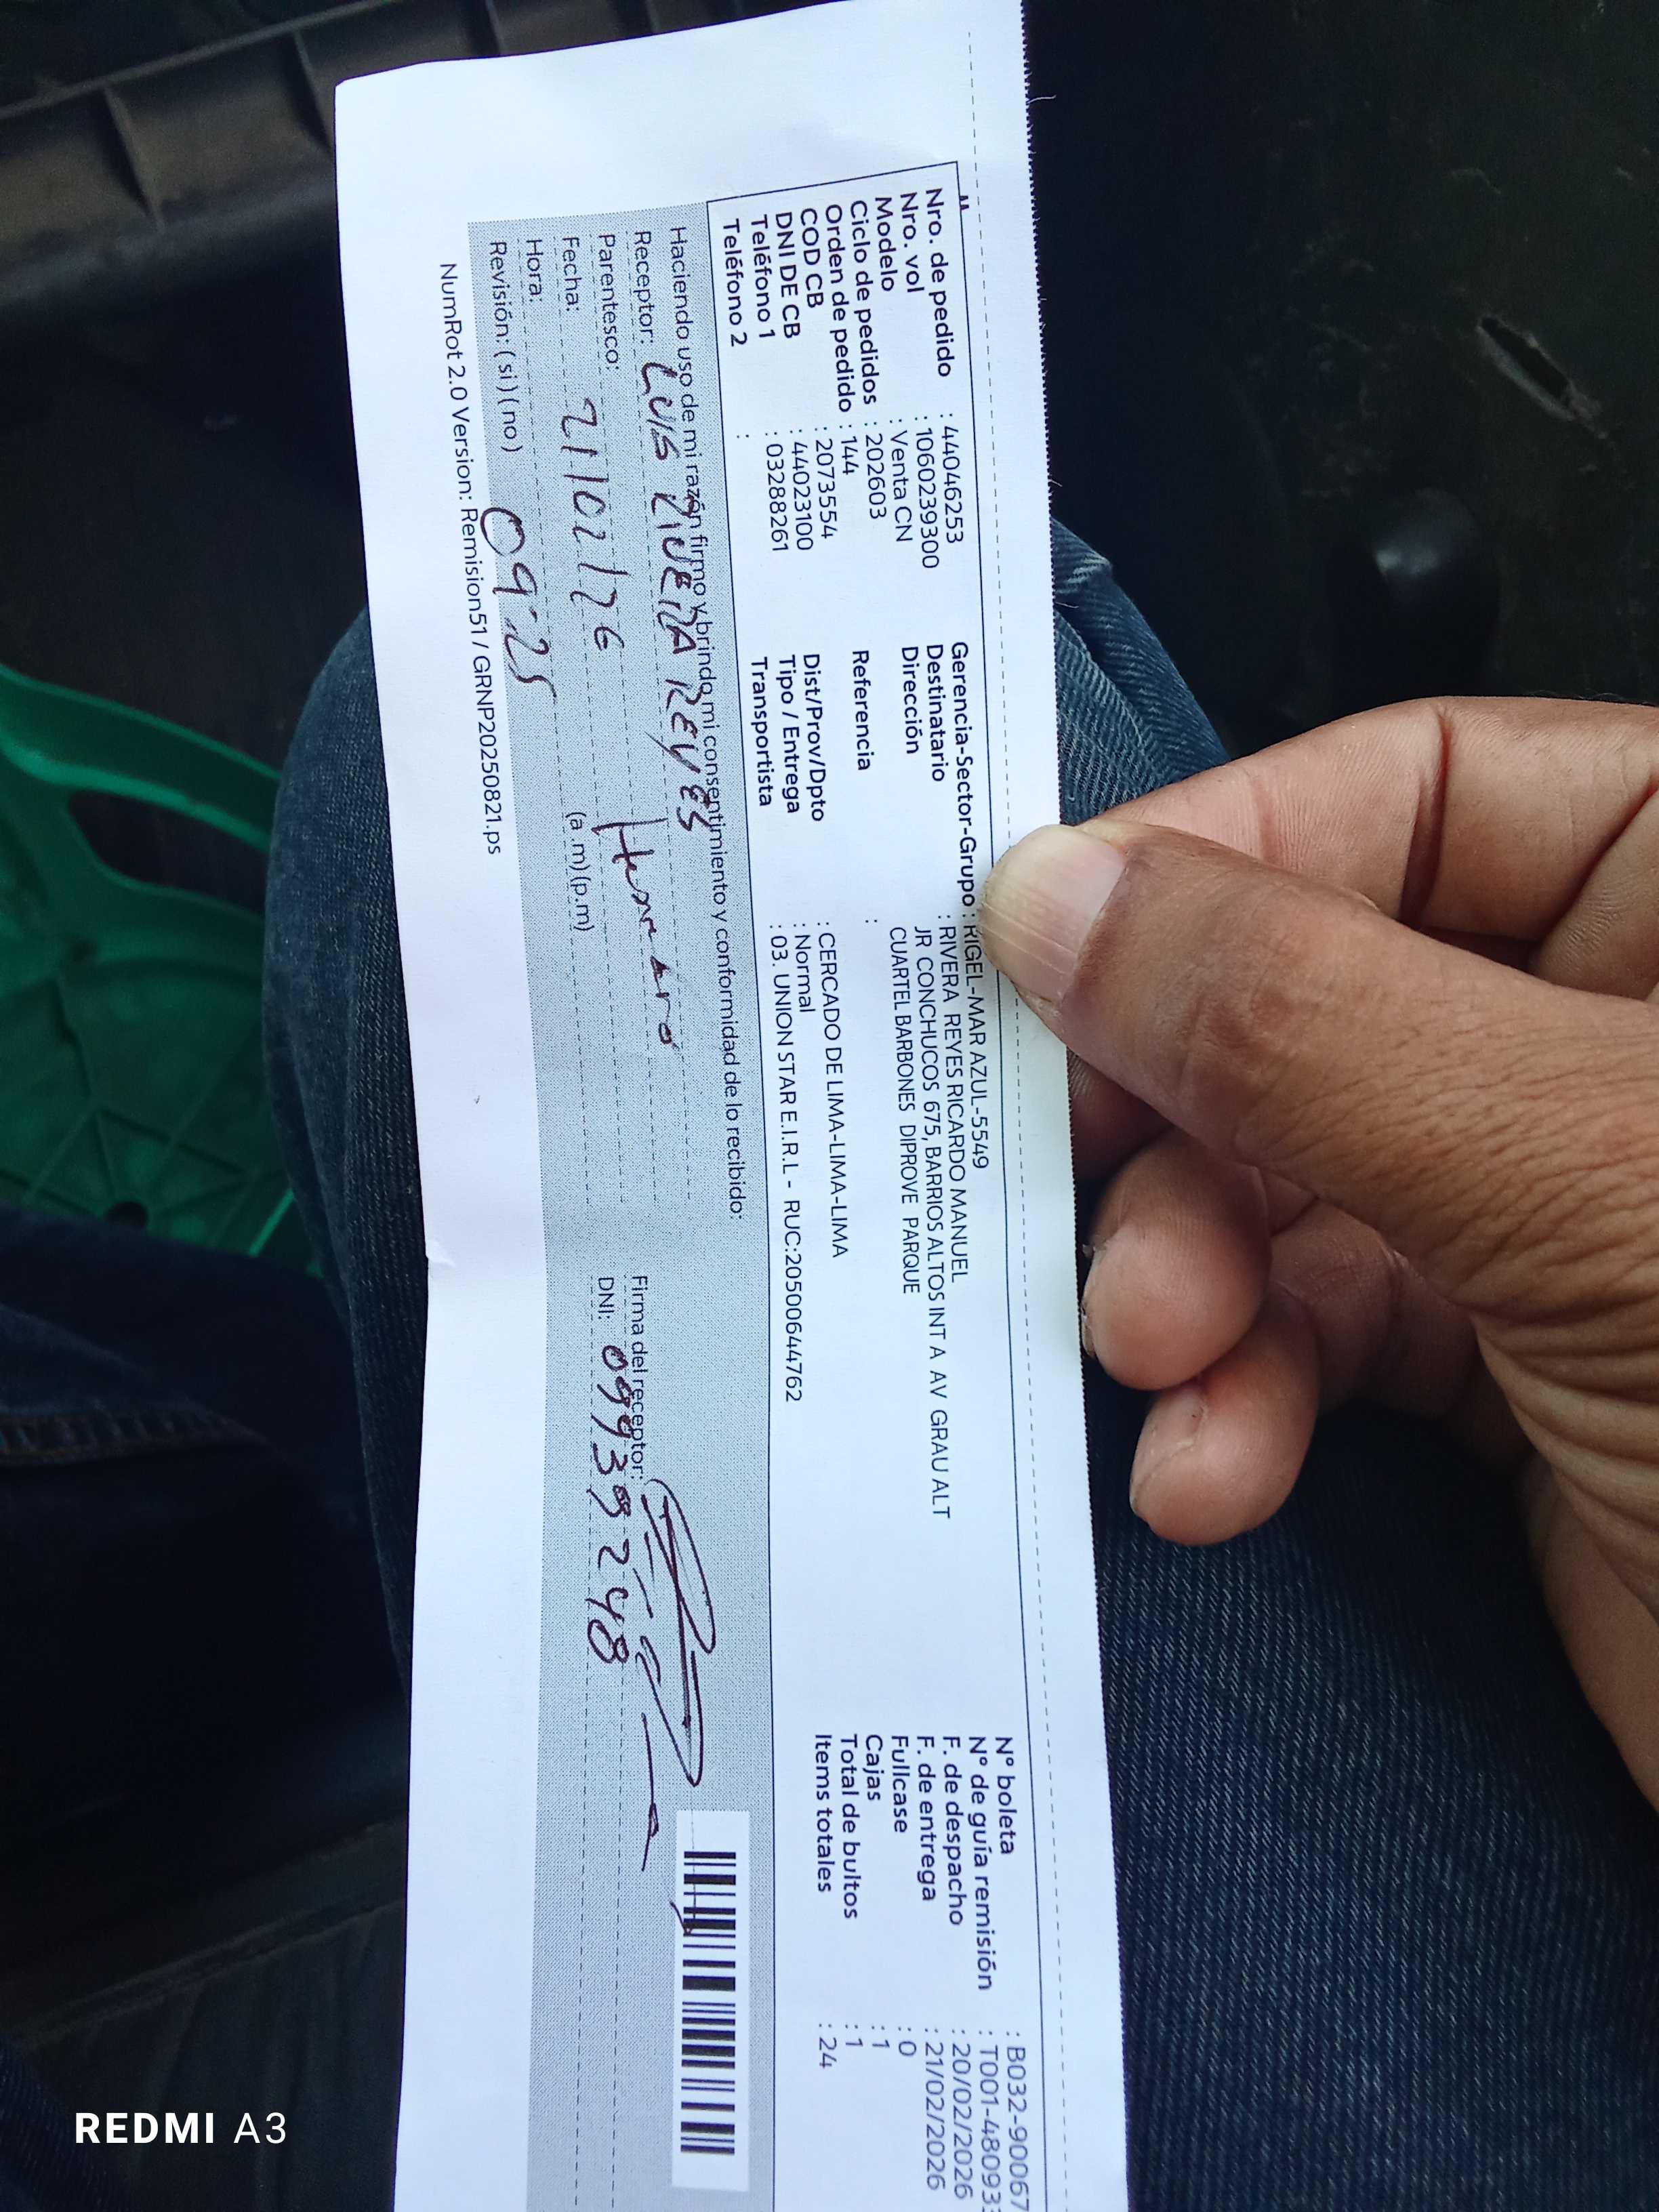 Nro. de pedido : 44046253
Nro. vol : 1060239300
Modelo : Venta CN
Ciclo de pedidos : 202603
Orden de pedido : 144
COD CB : 2073554
DNI DE CB : 44023100
Teléfono 1 : 03288261
Teléfono 2 :
Gerencia-Sector-Grupo : RIGEL-MAR AZUL-5549
Destinatario : RIVERA REYES RICARDO MANUEL
Dirección : JR CONCHUCOS 675, BARRIOS ALTOS INT A AV GRAU ALT
CUARTEL BARBONES DIPROVE PARQUE
Referencia :
Dist/Prov/Dpto : CERCADO DE LIMA-LIMA-LIMA
Tipo / Entrega : Normal
Transportista : 03. UNION STAR E.I.R.L - RUC:20500644762
N° boleta : B032-90067
N° de guía remisión : T001-48093
F. de despacho : 20/02/2026
F. de entrega : 21/02/2026
Fullcase : 0
Cajas : 1
Total de bultos : 1
Items totales : 24
Haciendo uso de mi razón firmo y brindo mi consentimiento y conformidad de lo recibido:
Receptor: LUIS RIVERA REYES
Parentesco: Hermano
Fecha: 21/02/26
Hora: 09:25 (a .m) (p.m)
Revisión: ( si ) ( no )
Firma del receptor:
DNI: 09939248
NumRot 2.0 Version: Remision51 / GRNP20250821.ps
REDMI A3